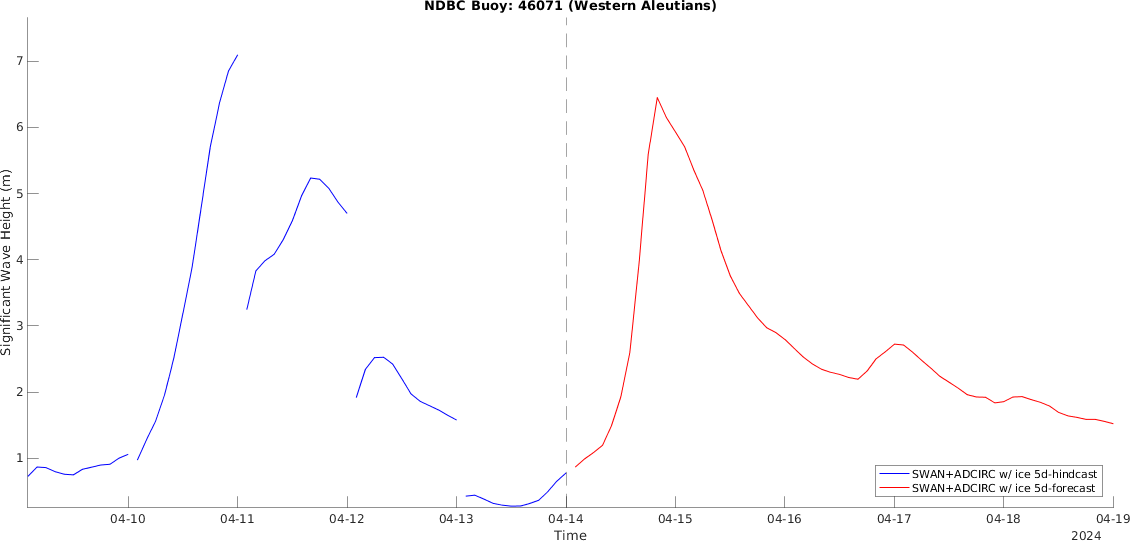 NDBC Buoy: 46071 (Western Aleutians)
7
6
5
4
3
2
1
Significant Wave Height (m)
SWAN+ADCIRC w/ ice 5d-hindcast
SWAN+ADCIRC w/ ice 5d-forecast
04-10 04-11 04-12 04-13 04-14 04-15 04-16 04-17 04-18 04-19
Time
2024